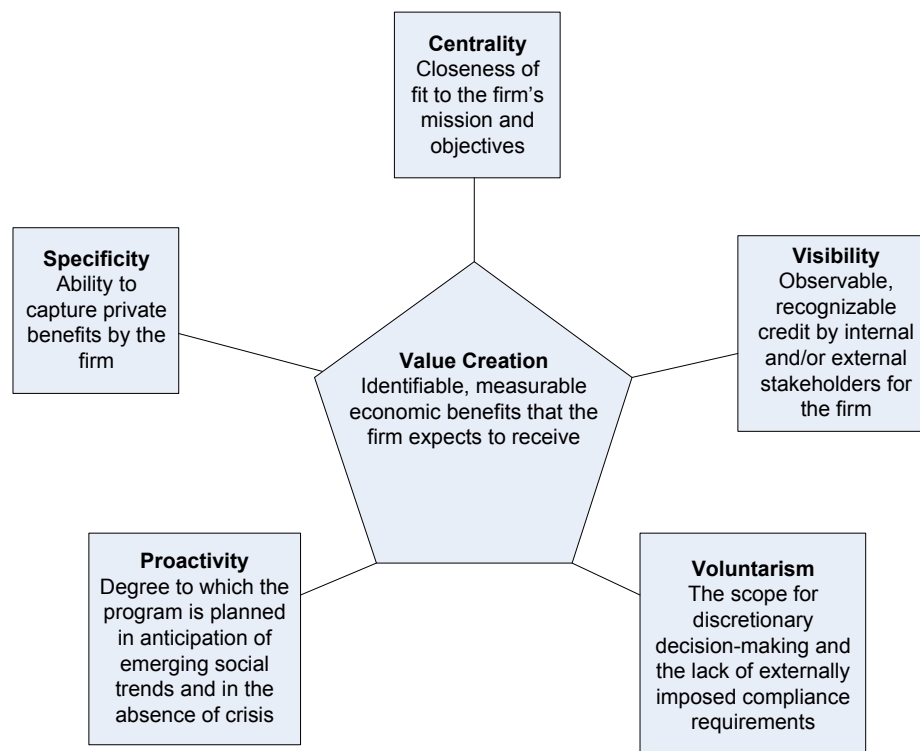 Centrality
Closeness of
fit to the firm's
mission and
objectives
Specificity
Ability to
capture private
benefits by the
firm
Visibility
Observable,
recognizable
credit by internal
and/or external
stakeholders for
the firm
Value Creation
Identifiable, measurable
economic benefits that the
firm expects to receive
Proactivity
Degree to which the
program is planned
in anticipation of
emerging social
trends and in the
absence of crisis
Voluntarism
The scope for
discretionary
decision-making and
the lack of externally
imposed compliance
requirements